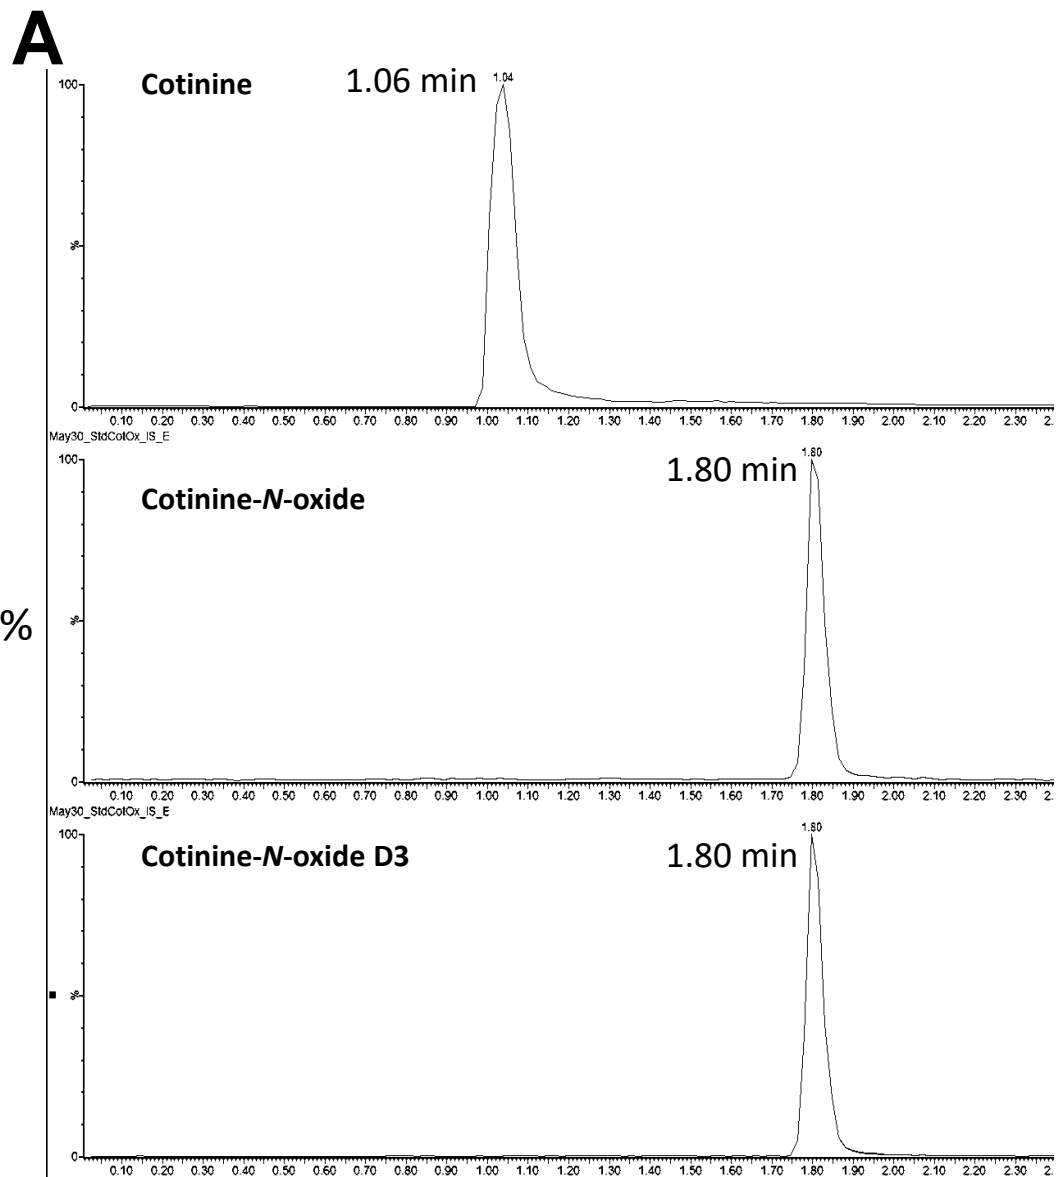 A
Cotinine 1.06 min 1.04
100
%
0
0.10 0.20 0.30 0.40 0.50 0.60 0.70 0.80 0.90 1.00 1.10 1.20 1.30 1.40 1.50 1.60 1.70 1.80 1.90 2.00 2.10 2.20 2.30 2.
May30_StdCotOx_IS_E
100
1.80 min 1.80
Cotinine-N-oxide
%
%
0
0.10 0.20 0.30 0.40 0.50 0.60 0.70 0.80 0.90 1.00 1.10 1.20 1.30 1.40 1.50 1.60 1.70 1.80 1.90 2.00 2.10 2.20 2.30 2.
May30_StdCotOx_IS_E
100
1.80
Cotinine-N-oxide D3 1.80 min
%
0
0.10 0.20 0.30 0.40 0.50 0.60 0.70 0.80 0.90 1.00 1.10 1.20 1.30 1.40 1.50 1.60 1.70 1.80 1.90 2.00 2.10 2.20 2.30 2.